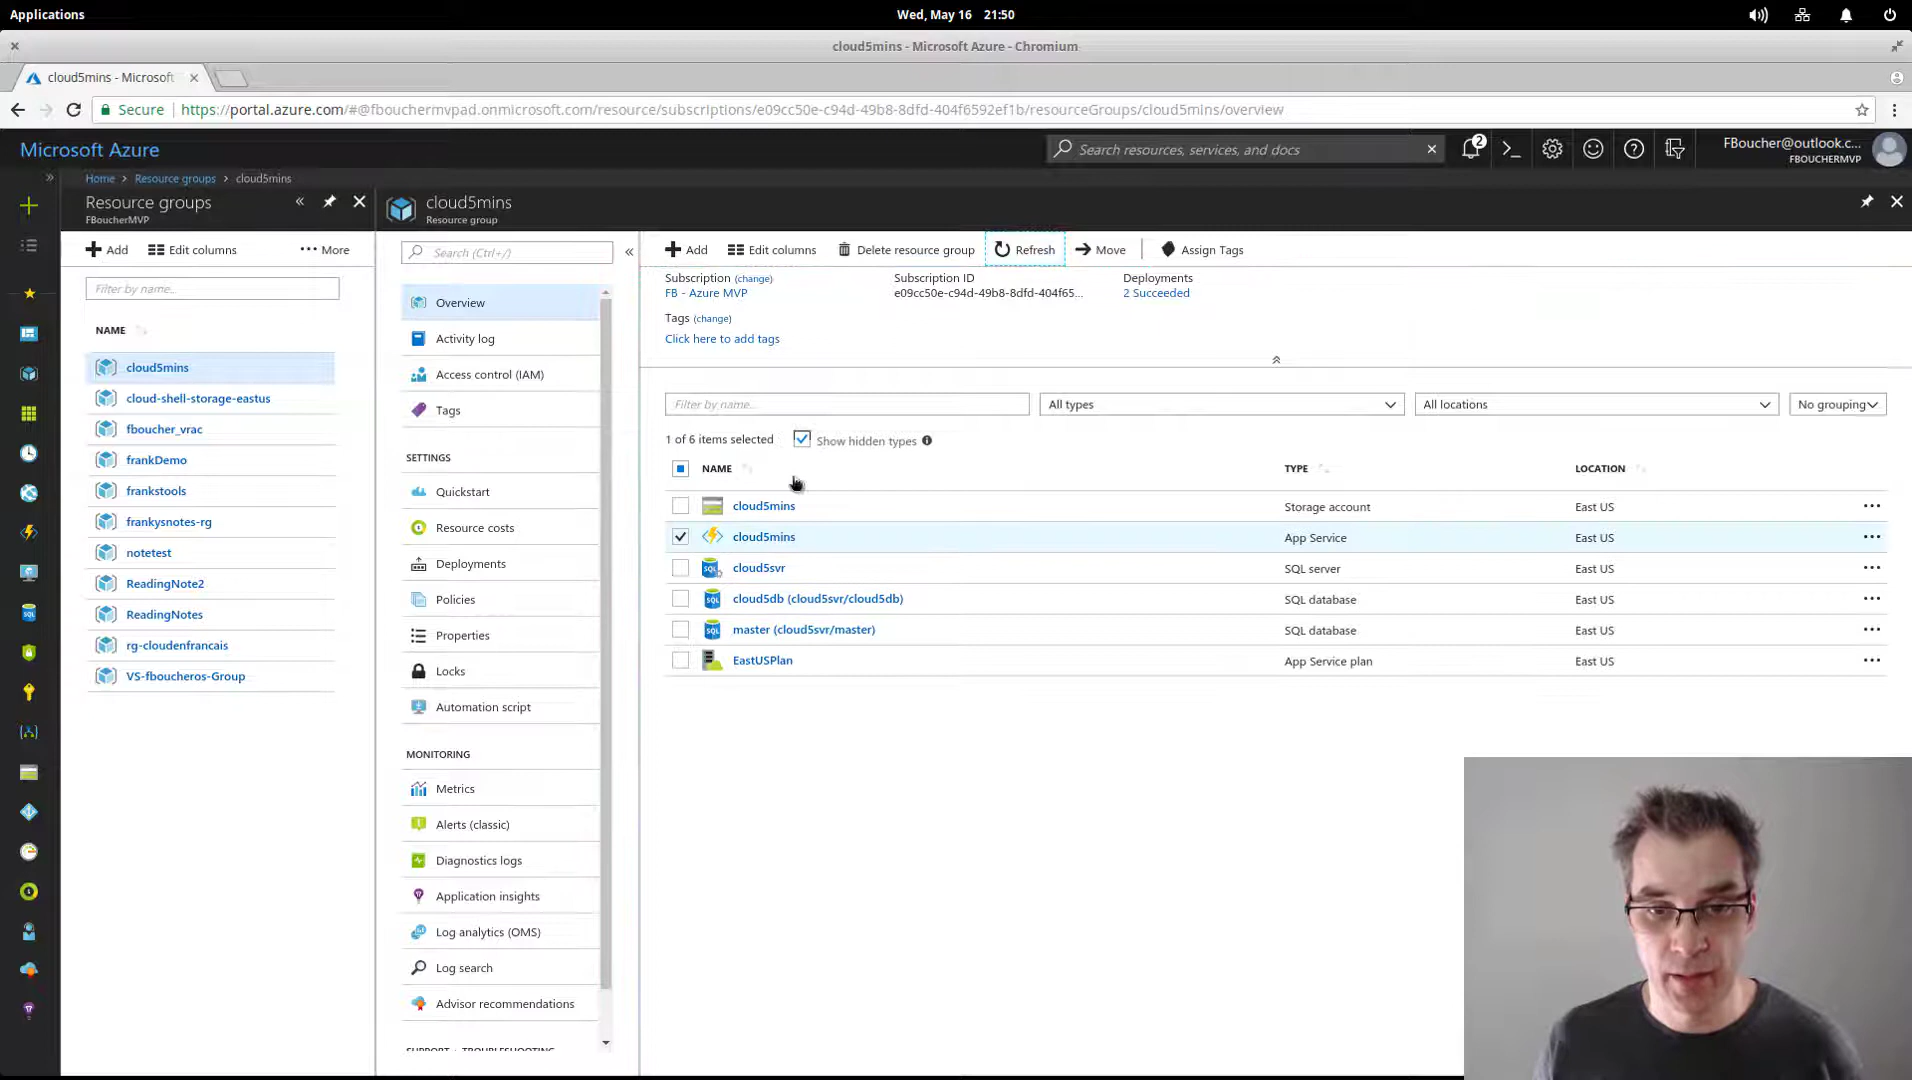 Applications
Wed, May 16 21:50
cloud5mins - Microsoft Azure - Chromium
cloud5mins - Microsoft
Secure https://portal.azure.com/#@fbouchermvpad.onmicrosoft.com/resource/subscriptions/e09cc50e-c94d-49b8-8dfd-404f6592ef1b/resourceGroups/cloud5mins/overview
Microsoft Azure
Search resources, services, and docs
2
FBoucher@outlook.c...
FBOUCHERMVP
Home > Resource groups > cloud5mins
Resource groups
FBoucherMVP
Add
Edit columns
More
Filter by name...
NAME
cloud5mins
cloud-shell-storage-eastus
fboucher_vrac
frankDemo
frankstools
frankysnotes-rg
notetest
ReadingNote2
ReadingNotes
rg-cloudenfrancais
VS-fboucheros-Group
cloud5mins
Resource group
Search (Ctrl+/)
Overview
Activity log
Access control (IAM)
Tags
SETTINGS
Quickstart
Resource costs
Deployments
Policies
Properties
Locks
Automation script
MONITORING
Metrics
Alerts (classic)
Diagnostics logs
Application insights
Log analytics (OMS)
Log search
Advisor recommendations
SUPPORT + TROUBLESHOOTING
Add
Edit columns
Delete resource group
Refresh
Move
Assign Tags
Subscription (change)
FB - Azure MVP
Subscription ID
e09cc50e-c94d-49b8-8dfd-404f65...
Deployments
2 Succeeded
Tags (change)
Click here to add tags
Filter by name...
All types
All locations
No grouping
1 of 6 items selected
Show hidden types
NAME TYPE LOCATION
cloud5mins Storage account East US
cloud5mins App Service East US
cloud5svr SQL server East US
cloud5db (cloud5svr/cloud5db) SQL database East US
master (cloud5svr/master) SQL database East US
EastUSPlan App Service plan East US